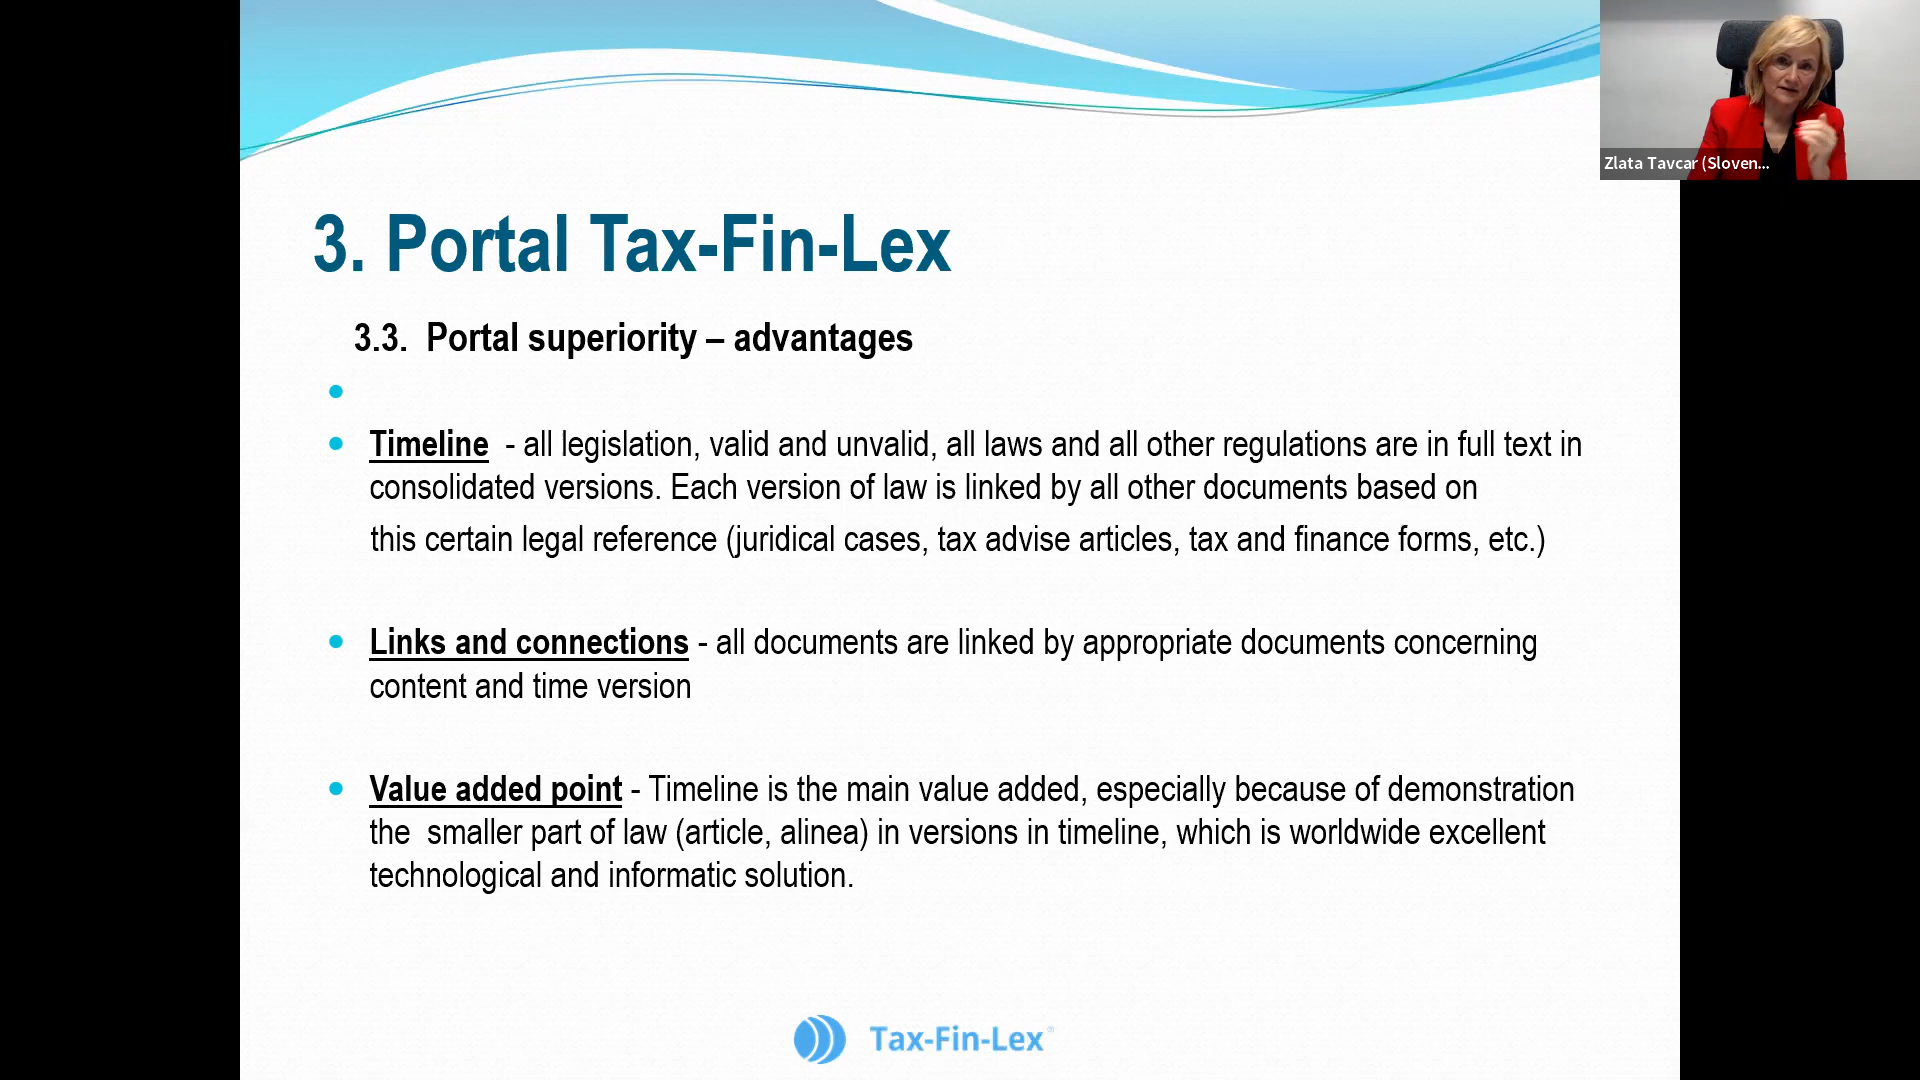 Zlata Tavcar (Sloven...
3. Portal Tax-Fin-Lex
3.3. Portal superiority – advantages
Timeline - all legislation, valid and unvalid, all laws and all other regulations are in full text in
consolidated versions. Each version of law is linked by all other documents based on
this certain legal reference (juridical cases, tax advise articles, tax and finance forms, etc.)
Links and connections - all documents are linked by appropriate documents concerning
content and time version
Value added point - Timeline is the main value added, especially because of demonstration
the smaller part of law (article, alinea) in versions in timeline, which is worldwide excellent
technological and informatic solution.
Tax-Fin-Lex®